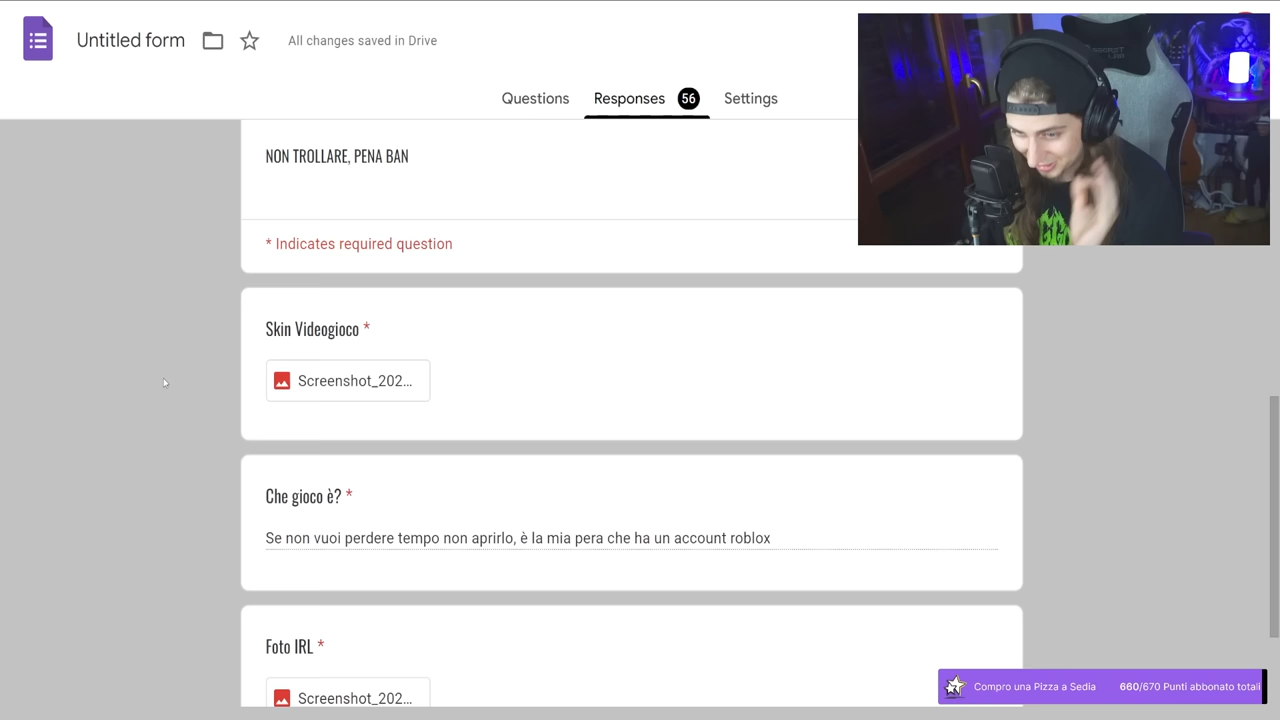 Untitled form
All changes saved in Drive
Questions
Responses 56
Settings
NON TROLLARE, PENA BAN
* Indicates required question
Skin Videogioco *
Screenshot_202...
Che gioco è? *
Se non vuoi perdere tempo non aprirlo, è la mia pera che ha un account roblox
Foto IRL *
Screenshot_202...
Compro una Pizza a Sedia
660/670 Punti abbonato totali